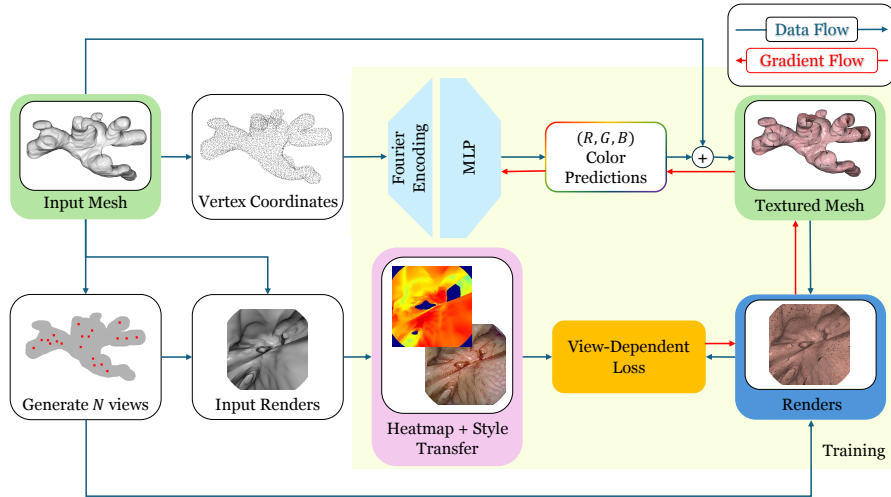 Data Flow
Gradient Flow
Input Mesh
Vertex Coordinates
Fourier
Encoding
MLP
(R, G, B)
Color
Predictions
+
Textured Mesh
Generate N views
Input Renders
Heatmap + Style
Transfer
View-Dependent
Loss
Renders
Training